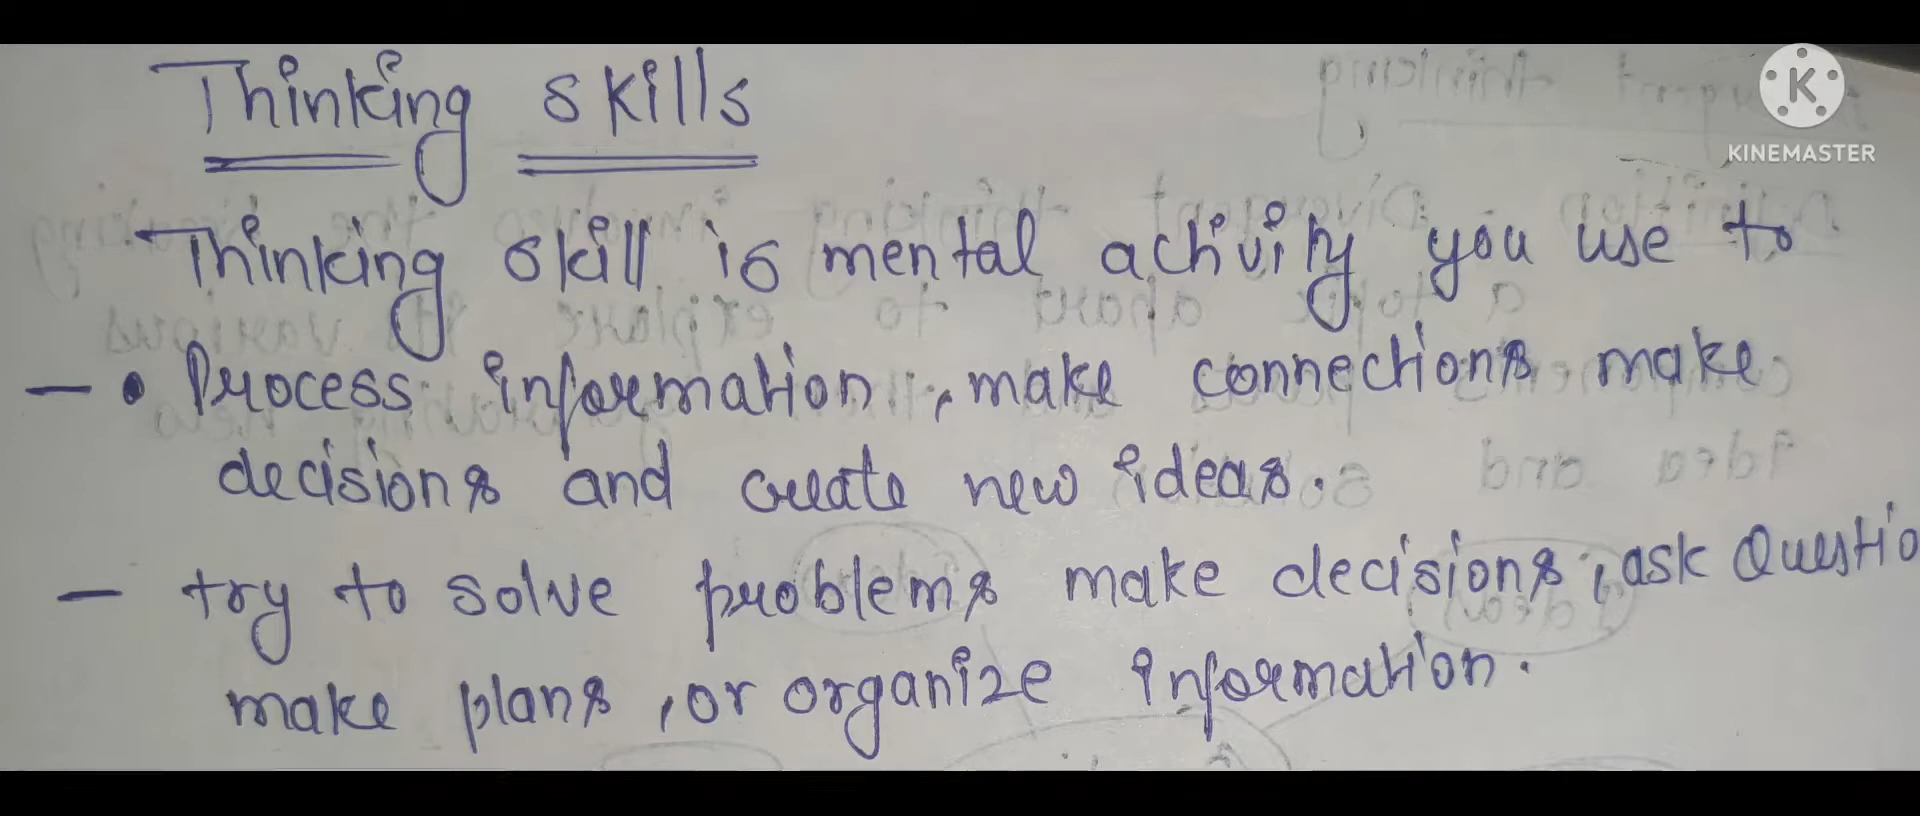 Thinking skills
KINEMASTER
Thinking skill is mental activity you use to
— • Process information, make connections make
decisions and create new ideas.
— try to solve problems make decisions, ask Questio
make plans, or organize information.